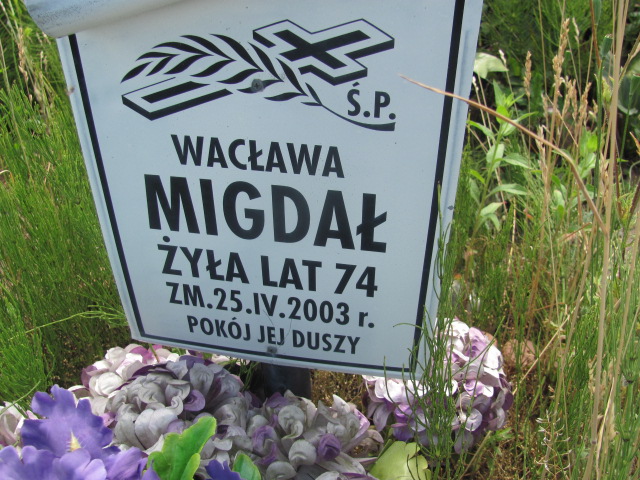 Ś.P.
WACŁAWA
MIGDAŁ
ŻYŁA LAT 74
ZM.25.IV.2003 r.
POKÓJ JEJ DUSZY